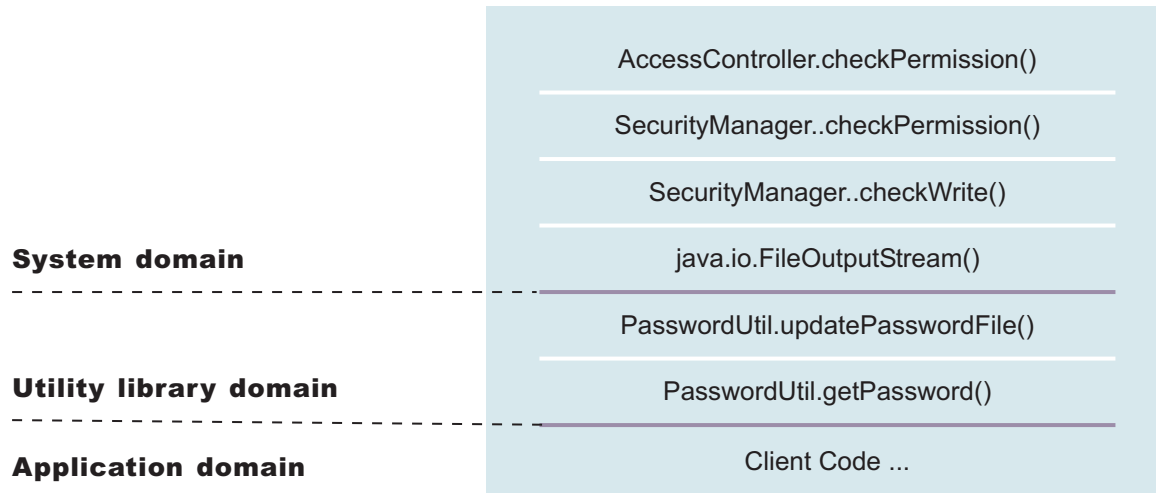 AccessController.checkPermission()
SecurityManager..checkPermission()
SecurityManager..checkWrite()
System domain
java.io.FileOutputStream()
PasswordUtil.updatePasswordFile()
Utility library domain
PasswordUtil.getPassword()
Application domain
Client Code ...